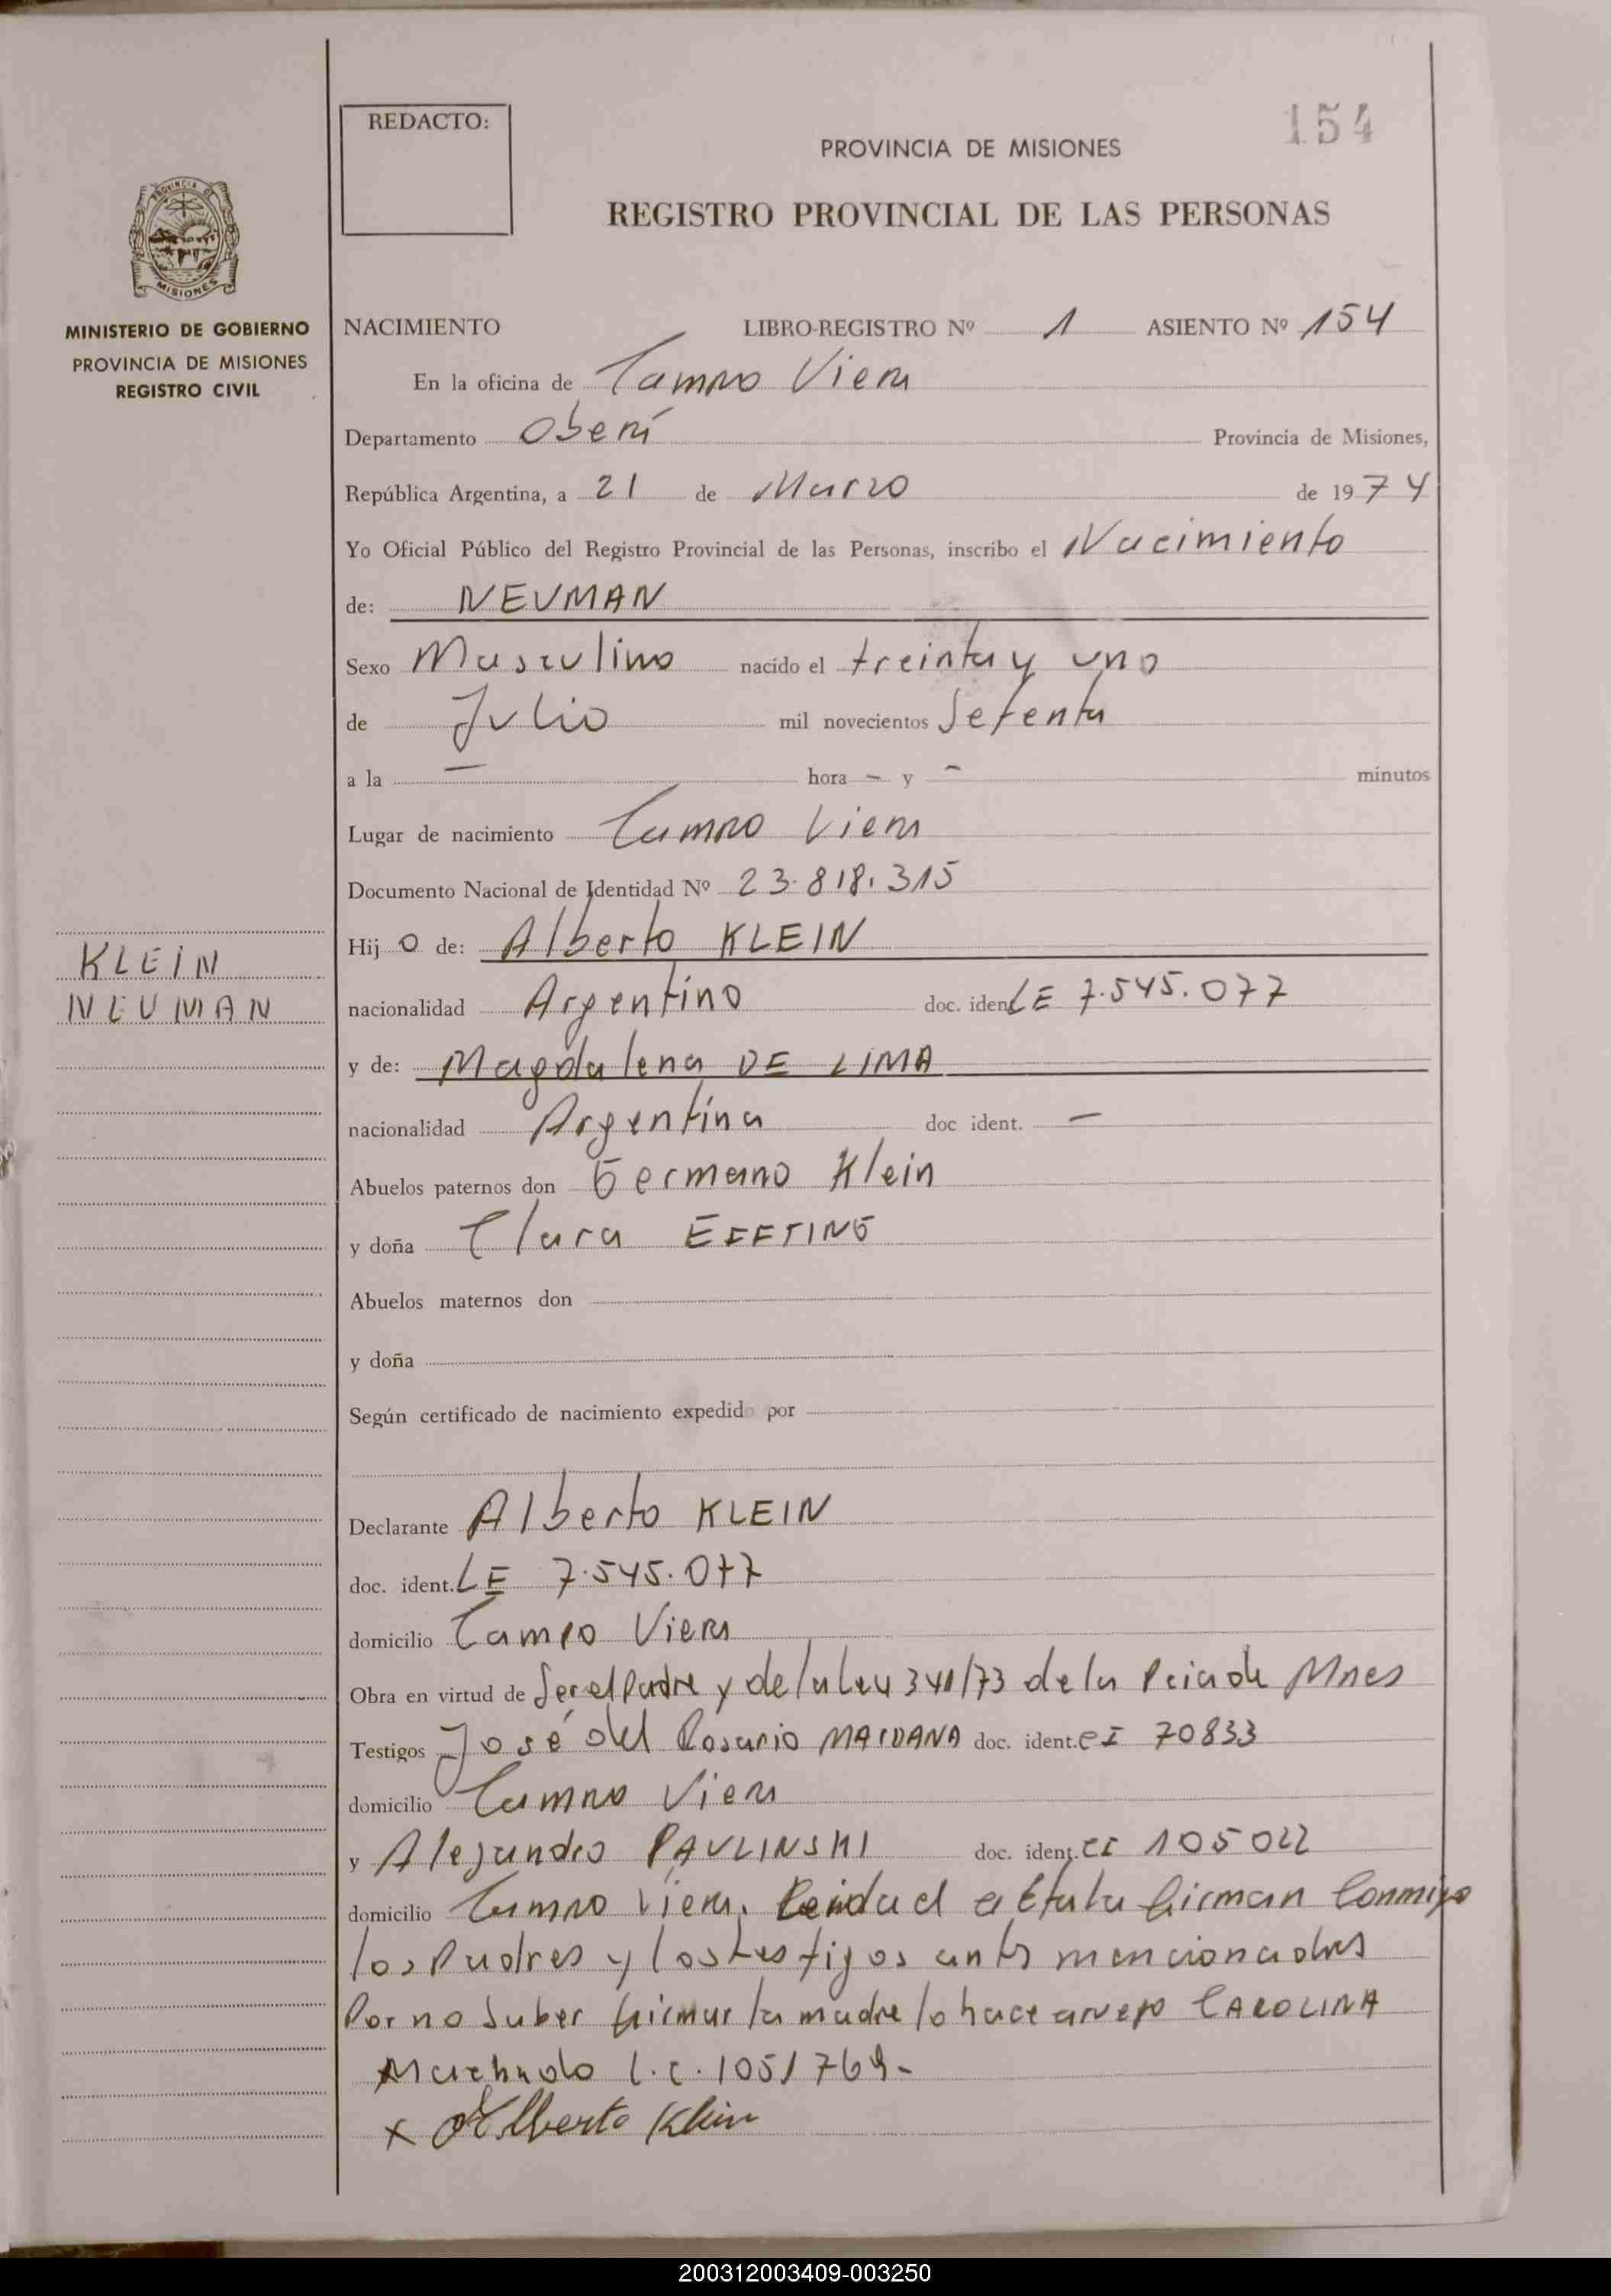 154
REDACTO:
PROVINCIA DE MISIONES
REGISTRO PROVINCIAL DE LAS PERSONAS
PROVINCIA DE
MISIONES
MINISTERIO DE GOBIERNO
PROVINCIA DE MISIONES
REGISTRO CIVIL
NACIMIENTO LIBRO-REGISTRO Nº 1 ASIENTO Nº 154
En la oficina de Campo Viera
Departamento Oberá Provincia de Misiones,
República Argentina, a 21 de Marzo de 1974
Yo Oficial Público del Registro Provincial de las Personas, inscribo el Nacimiento
de: NEUMAN
Sexo Masculino nacido el treinta y uno
de Julio mil novecientos Setenta
a la — hora – y – minutos
Lugar de nacimiento Campo Viera
Documento Nacional de Identidad Nº 23.818.315
KLEIN
NEUMAN
Hij o de: Alberto KLEIN
nacionalidad Argentino doc. iden LE 7.545.077
y de: Magdalena DE LIMA
nacionalidad Argentina doc ident. —
Abuelos paternos don Germano Klein
y doña Clara EFFTING
Abuelos maternos don
y doña
Según certificado de nacimiento expedido por
Declarante Alberto KLEIN
doc. ident. LE 7.545.077
domicilio Campo Viera
Obra en virtud de Ser el Padre y de la Ley 341/73 de la Pcia de Mnes
Testigos José del Rosario MAIDANA doc. ident. CI 70833
domicilio Campo Viera
y Alejandro PAULINSKI doc. ident. CI 105022
domicilio Campo Viera. Leida el acta la firman Conmigo
los Padres y los testigos antes mencionados
Por no Saber firmar la madre lo hace a ruego CAROLINA
Machado L.C. 1051769-
x Alberto Klein
200312003409-003250